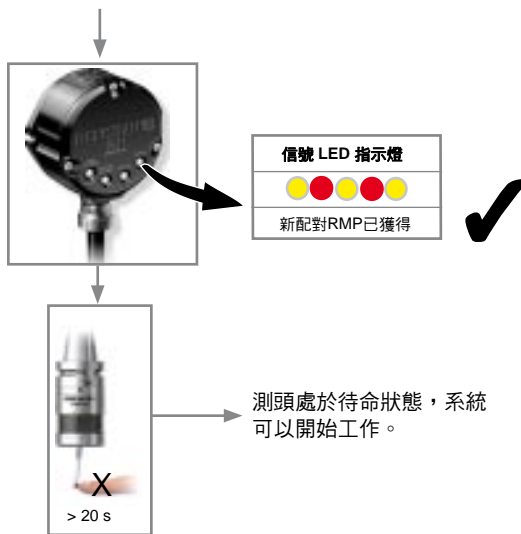 信號 LED 指示燈
新配對RMP已獲得
測頭處於待命狀態，系統
可以開始工作。
X
> 20 s